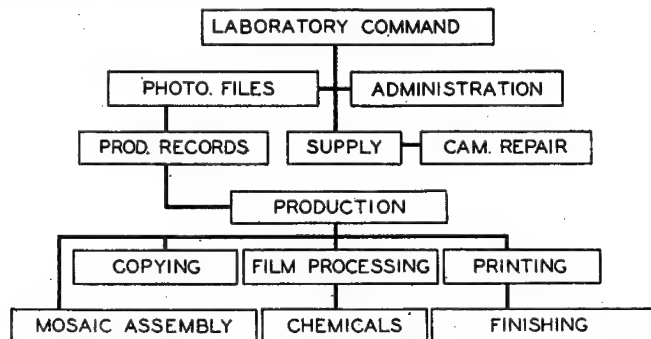 LABORATORY COMMAND
PHOTO. FILES
ADMINISTRATION
PROD. RECORDS
SUPPLY
CAM. REPAIR
PRODUCTION
COPYING
FILM PROCESSING
PRINTING
MOSAIC ASSEMBLY
CHEMICALS
FINISHING